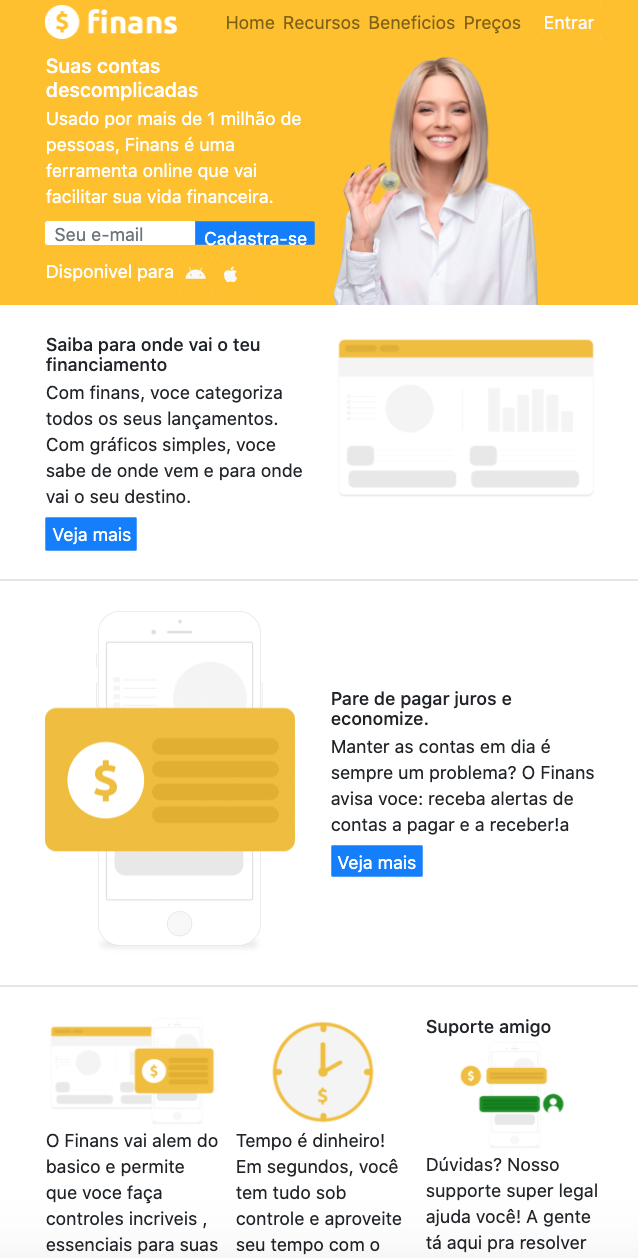 $ finans
Home Recursos Beneficios Preços Entrar
Suas contas
descomplicadas
Usado por mais de 1 milhão de
pessoas, Finans é uma
ferramenta online que vai
facilitar sua vida financeira.
Seu e-mail
Cadastra-se
Disponivel para
Saiba para onde vai o teu
financiamento
Com finans, voce categoriza
todos os seus lançamentos.
Com gráficos simples, voce
sabe de onde vem e para onde
vai o seu destino.
Veja mais
$
Pare de pagar juros e
economize.
Manter as contas em dia é
sempre um problema? O Finans
avisa voce: receba alertas de
contas a pagar e a receber!a
Veja mais
$
O Finans vai alem do
basico e permite
que voce faça
controles incriveis ,
essenciais para suas
$
Tempo é dinheiro!
Em segundos, você
tem tudo sob
controle e aproveite
seu tempo com o
Suporte amigo
$
Dúvidas? Nosso
supporte super legal
ajuda você! A gente
tá aqui pra resolver